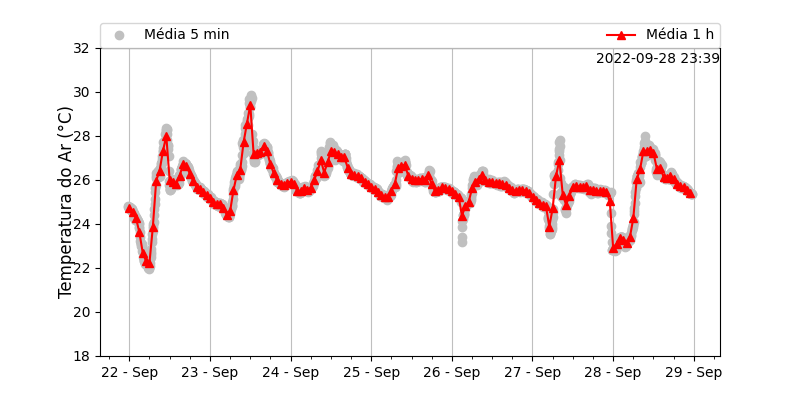 Média 5 min
Média 1 h
2022-09-28 23:39
Temperatura do Ar (°C)
32
30
28
26
24
22
20
18
22 - Sep
23 - Sep
24 - Sep
25 - Sep
26 - Sep
27 - Sep
28 - Sep
29 - Sep